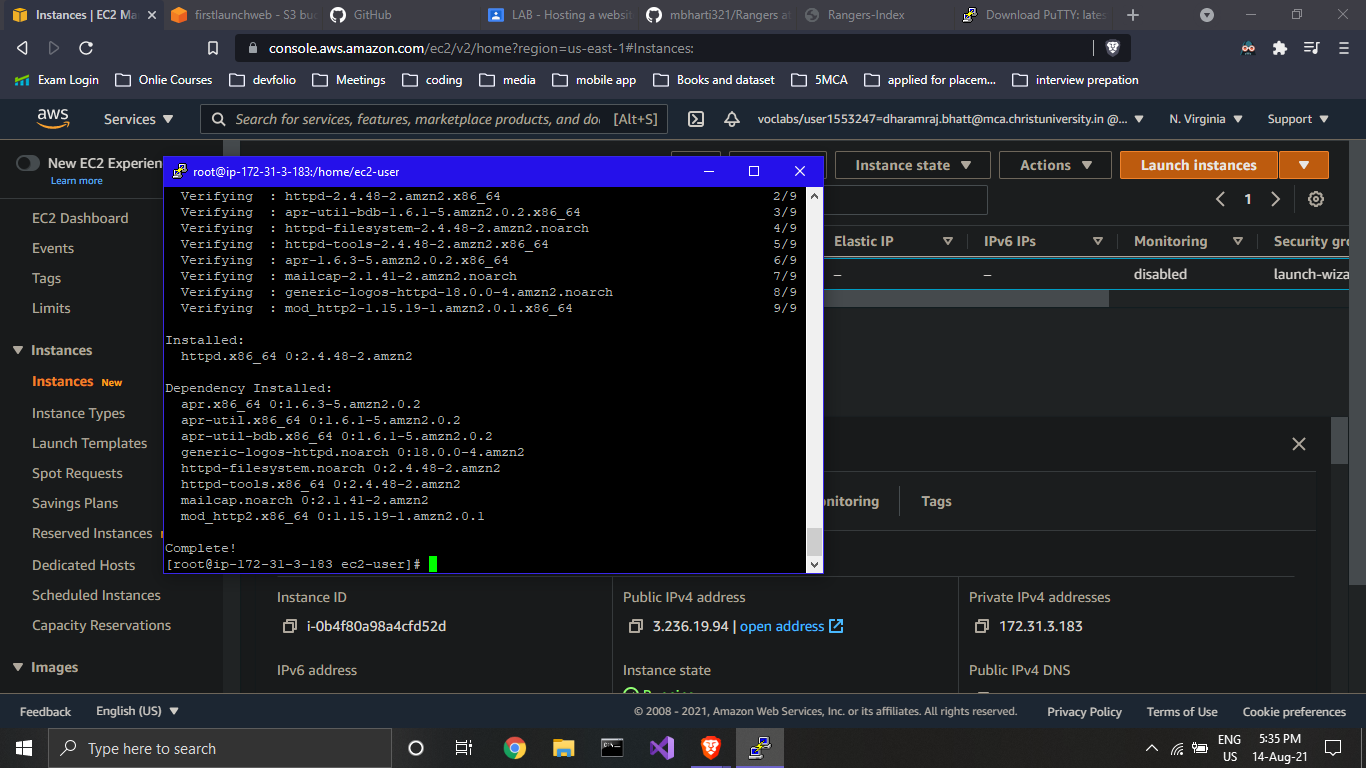 Instances | EC2 Ma
firstlaunchweb - S3 bu
GitHub
LAB - Hosting a websit
mbharti321/Rangers at
Rangers-Index
Download PuTTY: lates
console.aws.amazon.com/ec2/v2/home?region=us-east-1#Instances:
Exam Login
Onlie Courses
devfolio
Meetings
coding
media
mobile app
Books and dataset
5MCA
applied for placem...
interview prepation
aws
Services
Search for services, features, marketplace products, and do
[Alt+S]
voclabs/user1553247=dharamraj.bhatt@mca.christuniversity.in @...
N. Virginia
Support
New EC2 Experien
Learn more
EC2 Dashboard
Events
Tags
Limits
Instances
Instances New
Instance Types
Launch Templates
Spot Requests
Savings Plans
Reserved Instances
Dedicated Hosts
Scheduled Instances
Capacity Reservations
Images
Instance state
Actions
Launch instances
1
Elastic IP
IPv6 IPs
Monitoring
Security gro
–
–
disabled
launch-wiza
root@ip-172-31-3-183:/home/ec2-user
Verifying : httpd-2.4.48-2.amzn2.x86_64 2/9
Verifying : apr-util-bdb-1.6.1-5.amzn2.0.2.x86_64 3/9
Verifying : httpd-filesystem-2.4.48-2.amzn2.noarch 4/9
Verifying : httpd-tools-2.4.48-2.amzn2.x86_64 5/9
Verifying : apr-1.6.3-5.amzn2.0.2.x86_64 6/9
Verifying : mailcap-2.1.41-2.amzn2.noarch 7/9
Verifying : generic-logos-httpd-18.0.0-4.amzn2.noarch 8/9
Verifying : mod_http2-1.15.19-1.amzn2.0.1.x86_64 9/9
Installed:
httpd.x86_64 0:2.4.48-2.amzn2
Dependency Installed:
apr.x86_64 0:1.6.3-5.amzn2.0.2
apr-util.x86_64 0:1.6.1-5.amzn2.0.2
apr-util-bdb.x86_64 0:1.6.1-5.amzn2.0.2
generic-logos-httpd.noarch 0:18.0.0-4.amzn2
httpd-filesystem.noarch 0:2.4.48-2.amzn2
httpd-tools.x86_64 0:2.4.48-2.amzn2
mailcap.noarch 0:2.1.41-2.amzn2
mod_http2.x86_64 0:1.15.19-1.amzn2.0.1
Complete!
[root@ip-172-31-3-183 ec2-user]#
onitoring
Tags
Instance ID
i-0b4f80a98a4cfd52d
Public IPv4 address
3.236.19.94 | open address
Private IPv4 addresses
172.31.3.183
IPv6 address
Instance state
Running
Public IPv4 DNS
Feedback
English (US)
© 2008 - 2021, Amazon Web Services, Inc. or its affiliates. All rights reserved.
Privacy Policy
Terms of Use
Cookie preferences
Type here to search
ENG
US
5:35 PM
14-Aug-21